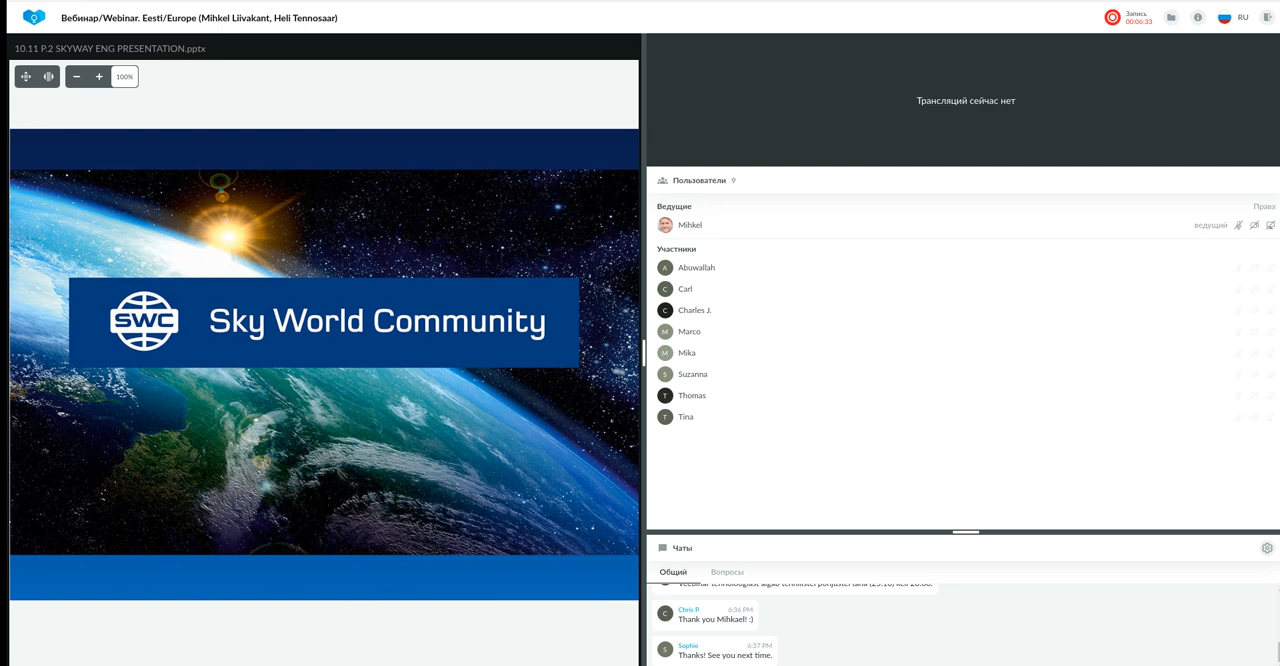 Вебинар/Webinar. Eesti/Europe (Mihkel Liivakant, Heli Tennosaar)
Запись
00:06:33
RU
10.11 P.2 SKYWAY ENG PRESENTATION.pptx
100%
SWC
Sky World Community
Трансляций сейчас нет
Пользователи 9
Ведущие
Права
Mihkel
ведущий
Участники
A Abuwallah
C Carl
C Charles J.
M Marco
M Mika
S Suzanna
T Thomas
T Tina
Чаты
Общий
Вопросы
C
Chris P. 6:36 PM
Thank you Mihkael! :)
S
Sophie 6:37 PM
Thanks! See you next time.